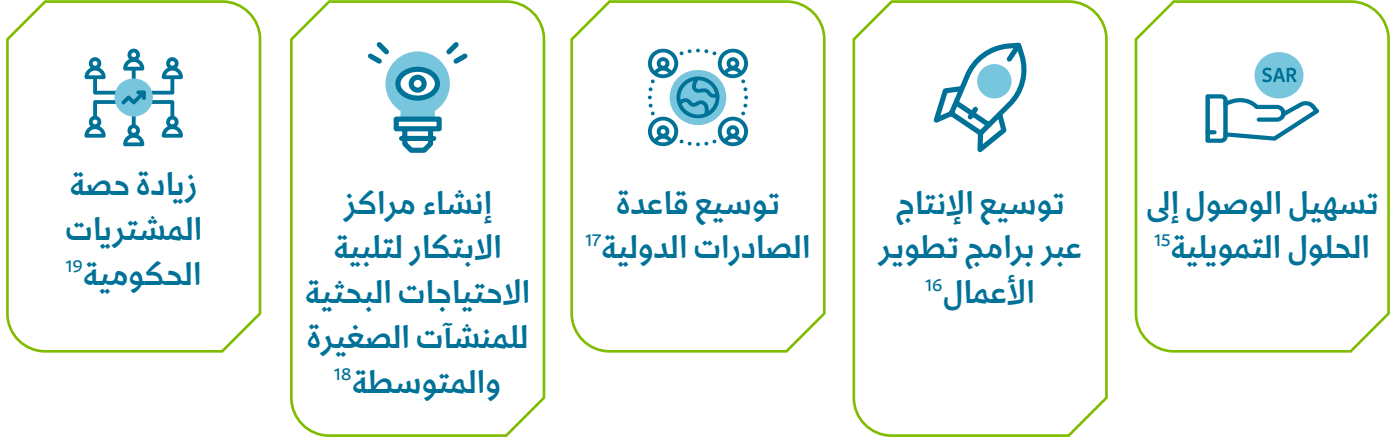 SAR
تسهيل الوصول إلى
الحلول التمويلية15
توسيع الإنتاج
عبر برامج تطوير
الأعمال16
توسيع قاعدة
الصادرات الدولية17
إنشاء مراكز
الابتكار لتلبية
الاحتياجات البحثية
للمنشآت الصغيرة
والمتوسطة18
زيادة حصة
المشتريات
الحكومية19